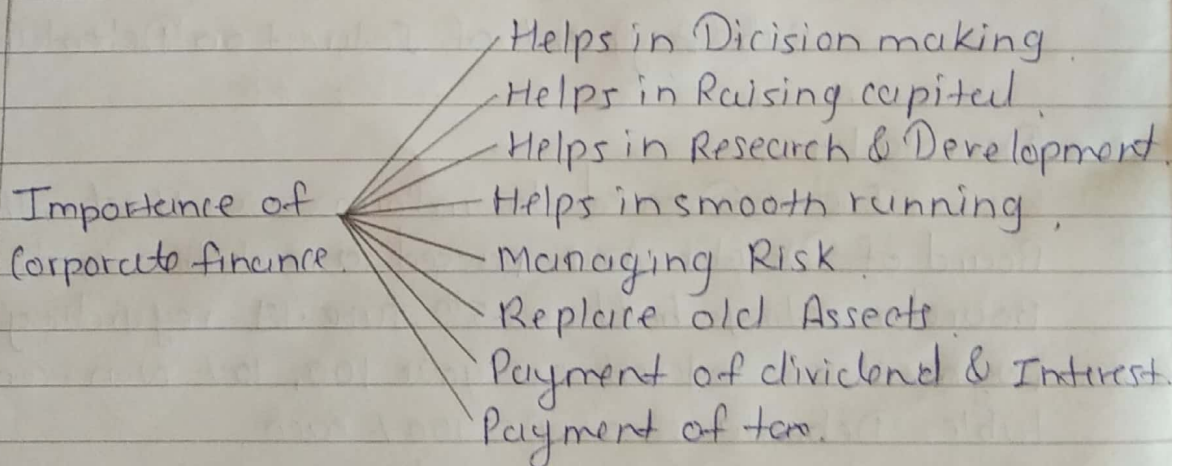 Helps in Dicision making.
Helps in Raising capital.
Helps in Research & Development.
Importance of
Helps in smooth running.
Corporate finance.
Managing Risk.
Replace old Assects.
Payment of dividend & Interest.
Payment of tax.